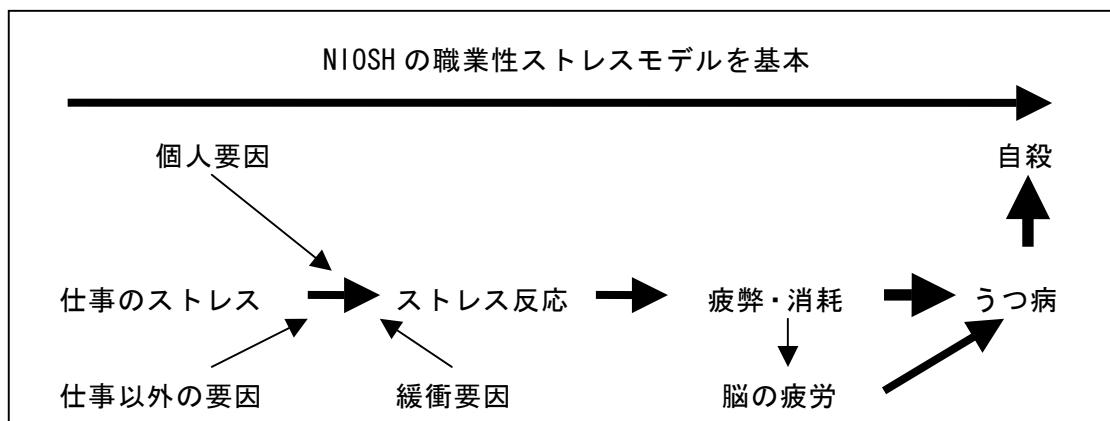 NIOSHの職業性ストレスモデルを基本
個人要因
自殺
仕事のストレス
ストレス反応
疲弊・消耗
うつ病
仕事以外の要因
緩衝要因
脳の疲労